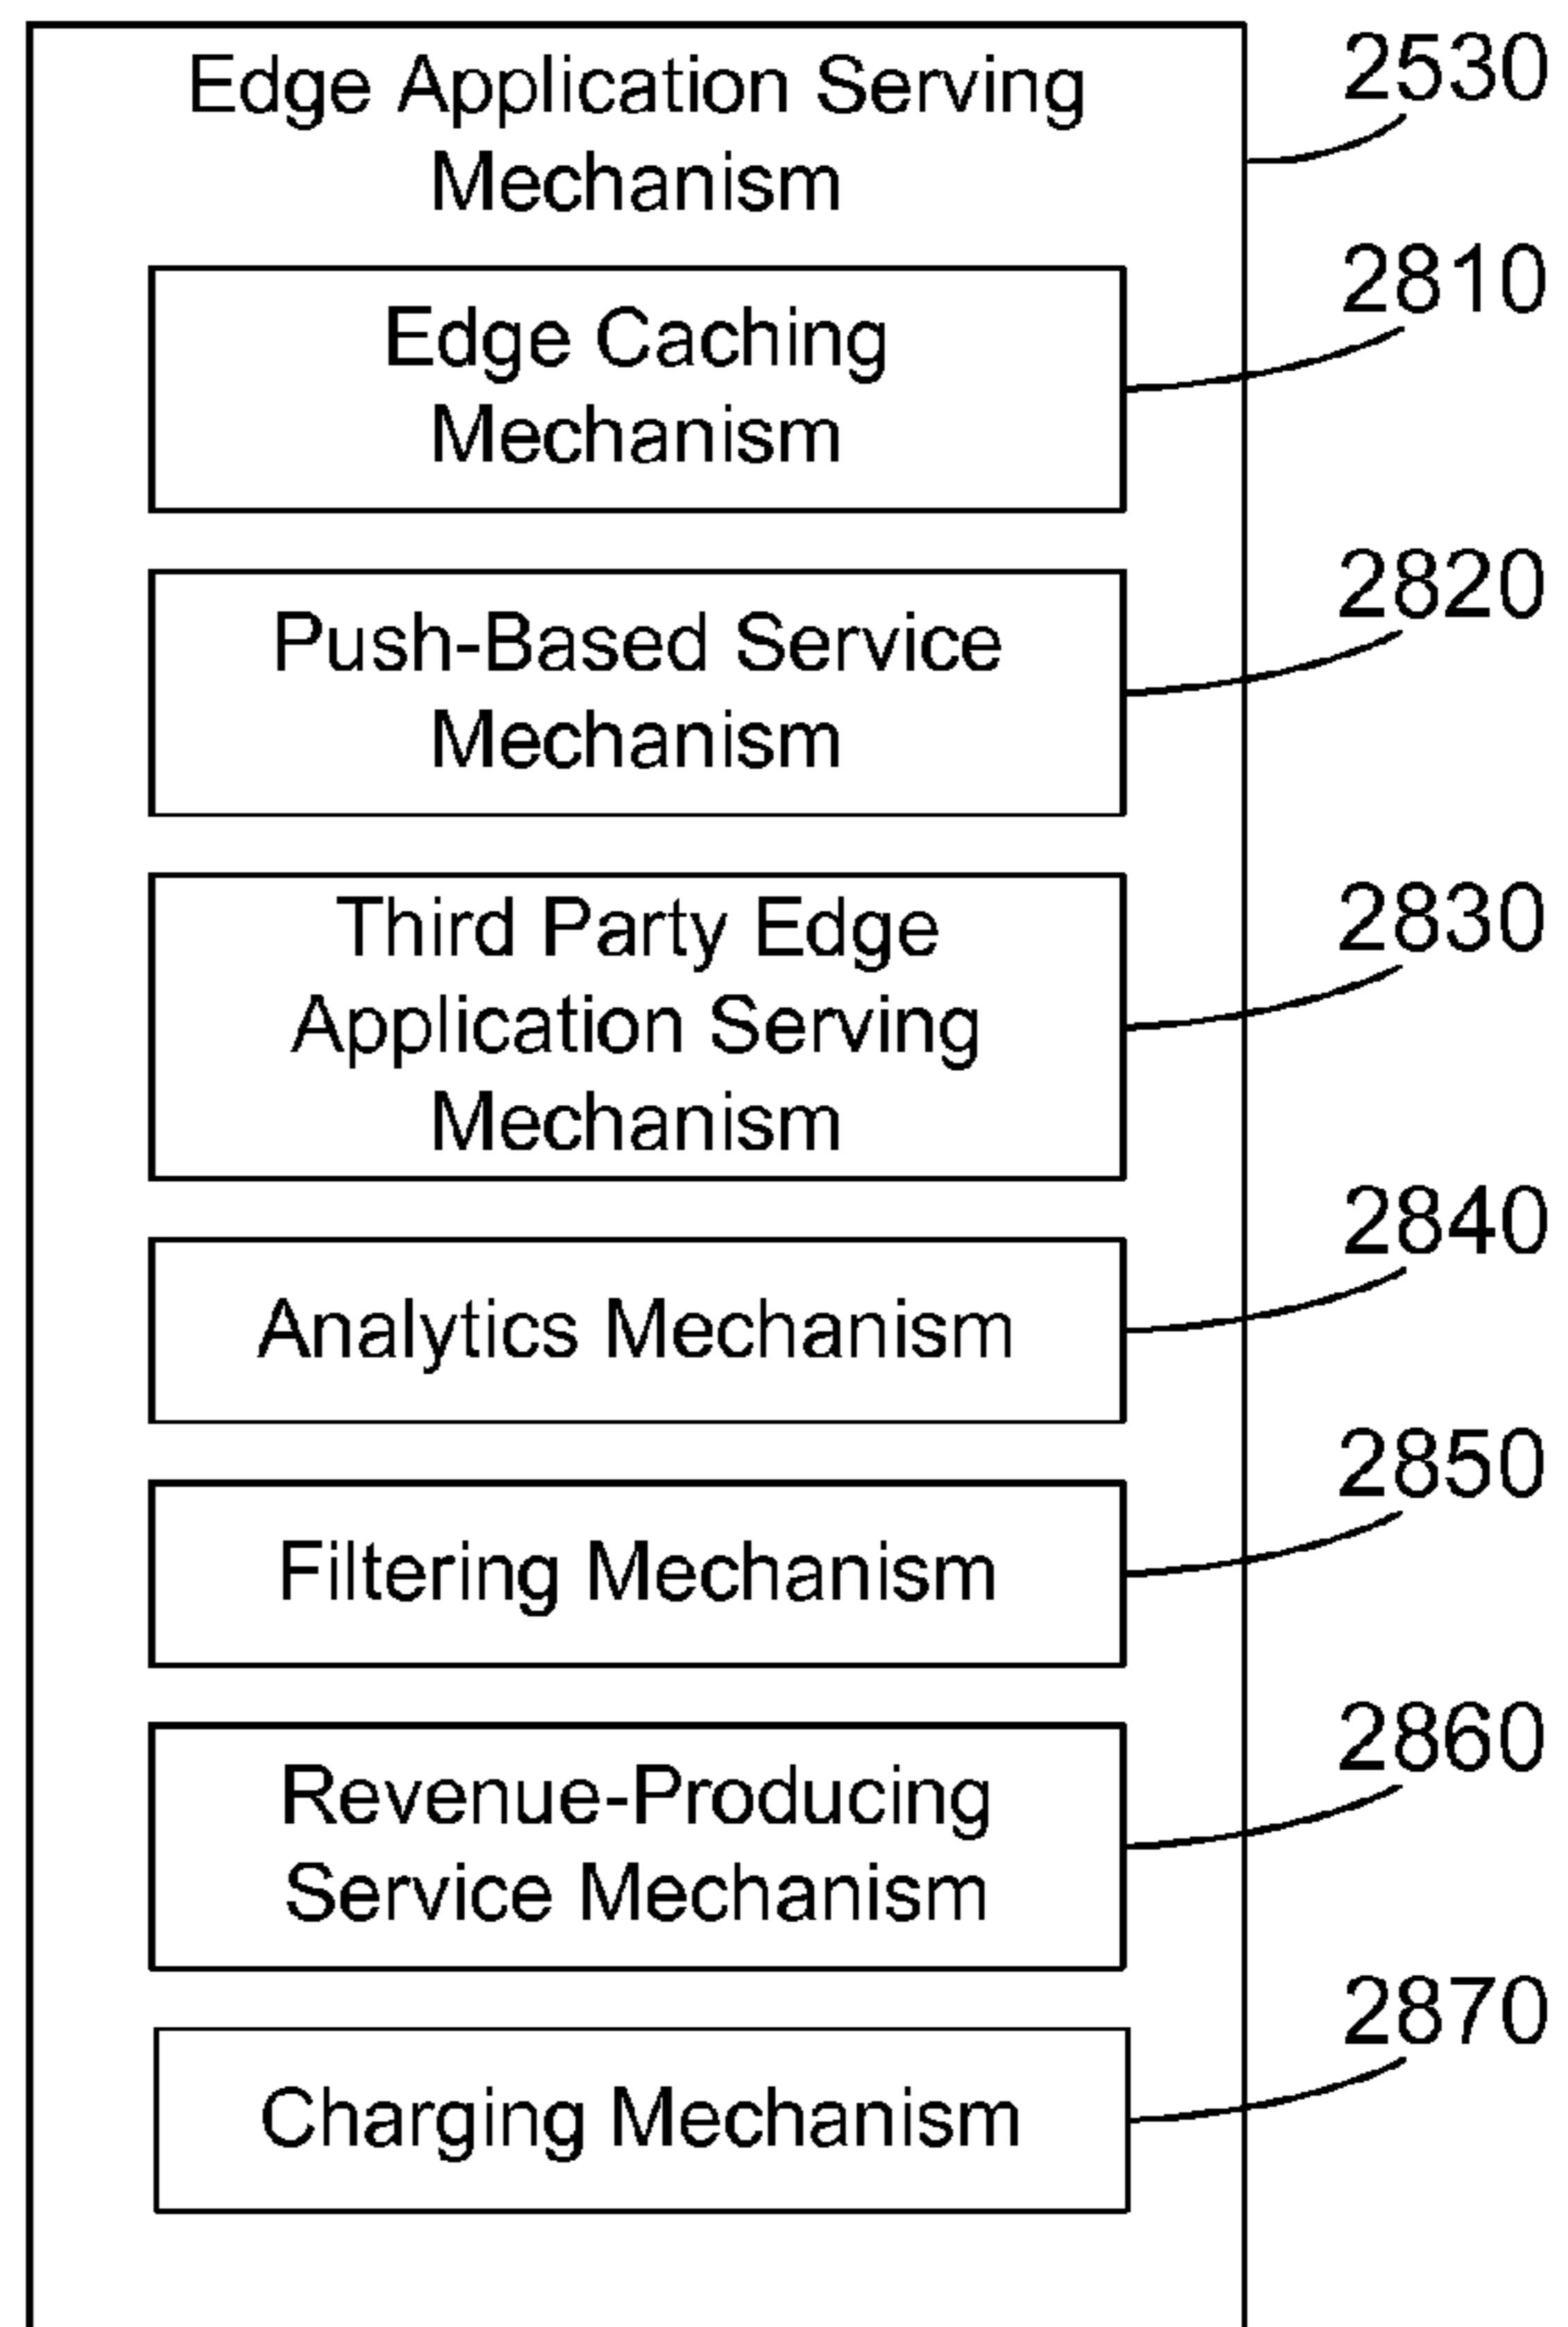 Edge Application Serving
Mechanism
2530
Edge Caching
Mechanism
2810
Push-Based Service
Mechanism
2820
Third Party Edge
Application Serving
Mechanism
2830
Analytics Mechanism
2840
Filtering Mechanism
2850
Revenue-Producing
Service Mechanism
2860
Charging Mechanism
2870